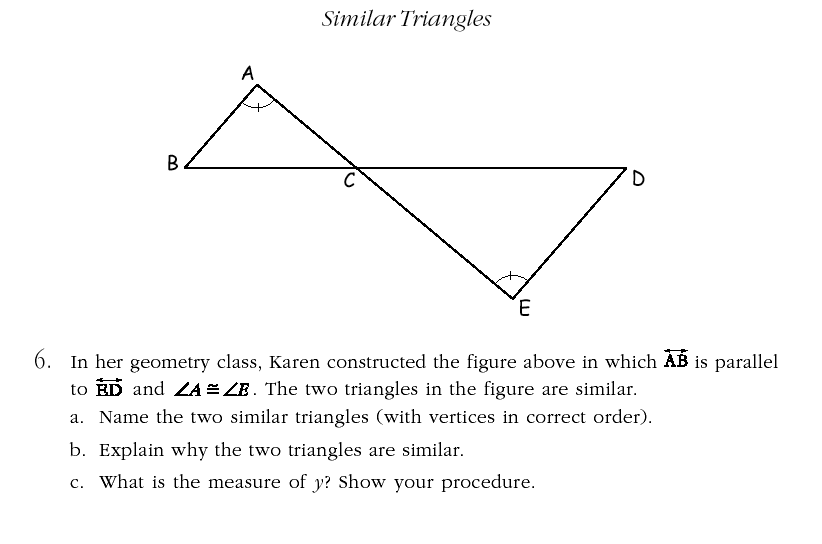 Similar Triangles
A
B
C
D
E
6. In her geometry class, Karen constructed the figure above in which AB is parallel
to ED and ∠A ≅ ∠E. The two triangles in the figure are similar.
a. Name the two similar triangles (with vertices in correct order).
b. Explain why the two triangles are similar.
c. What is the measure of y? Show your procedure.